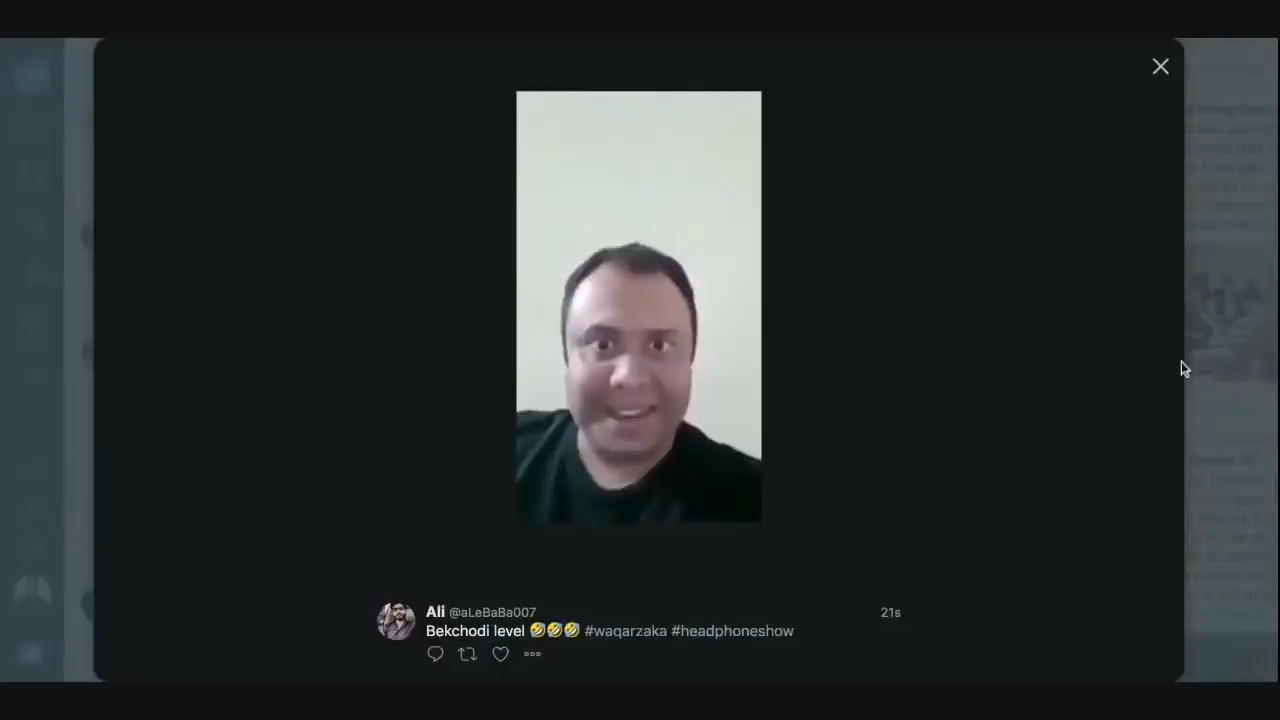 Ali @aLeBaBa007 21s
Bekchodi level 🤣🤣🤣 #waqarzaka #headphoneshow